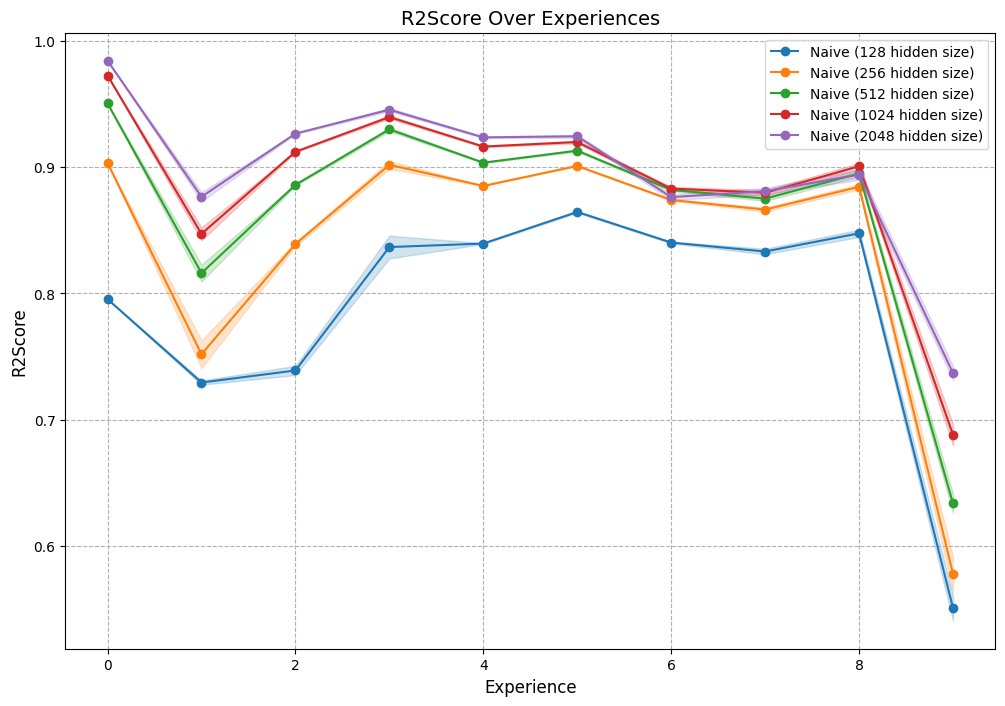 R2Score Over Experiences
R2Score
1.0
0.9
0.8
0.7
0.6
Naive (128 hidden size)
Naive (256 hidden size)
Naive (512 hidden size)
Naive (1024 hidden size)
Naive (2048 hidden size)
0 2 4 6 8
Experience